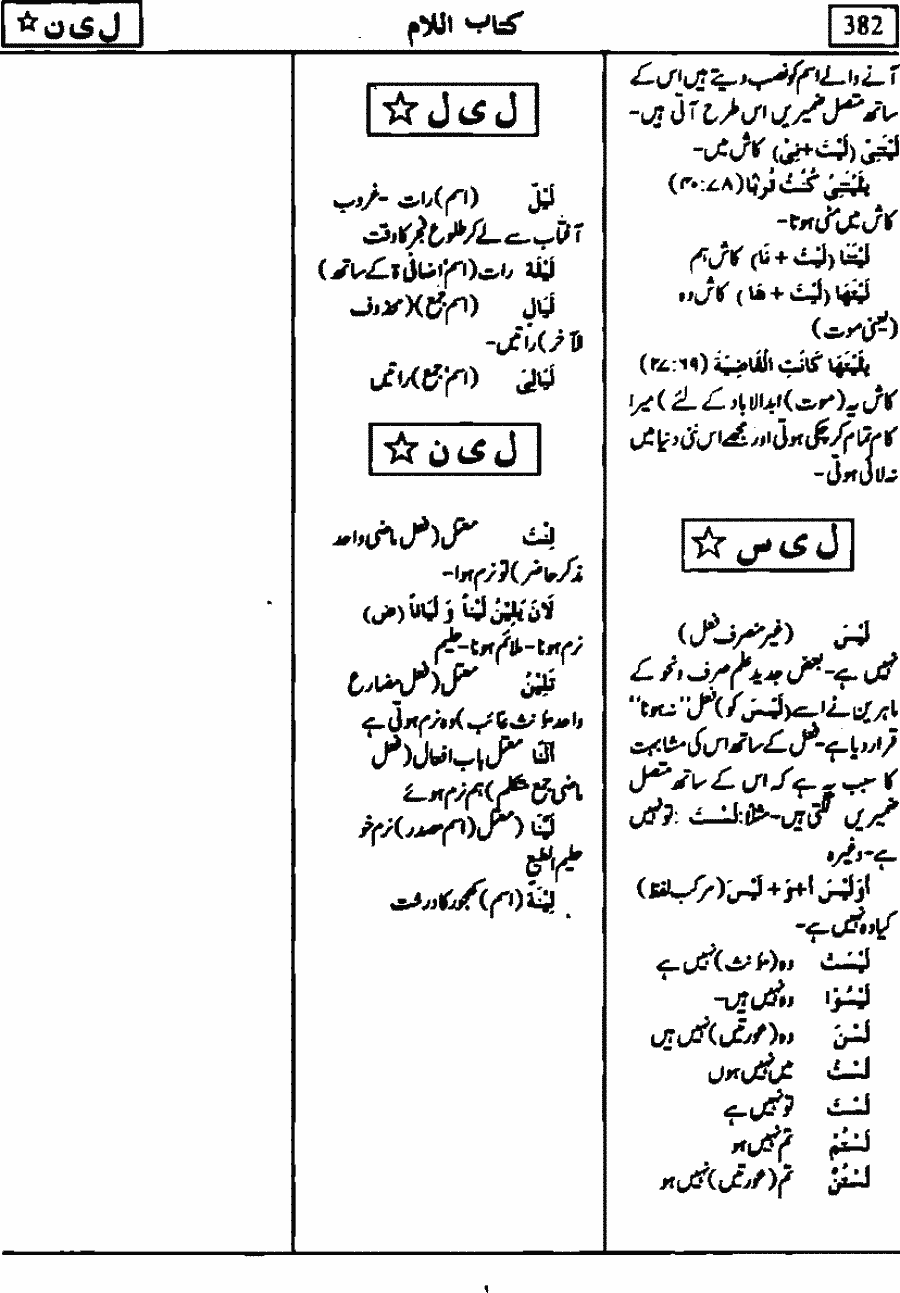 382
کتاب اللام
ل ی ن ☆
آنے والے اسم کو نصب دیتے ہیں اس کے
ساتھ متصل ضمیریں اس طرح آتی ہیں۔
لَيْتَنِيْ (لَيْتَ+نِيْ) کاش میں۔
يٰلَيْتَنِيْ كُنْتُ تُرٰبًا (۷۸:۴۰)
کاش میں مٹی ہوتا۔
لَيْتَنَا (لَيْتَ + نَا) کاش ہم
لَيْتَهَا (لَيْتَ + هَا) کاش وہ
(یعنی موت)
يٰلَيْتَهَا كَانَتِ الْقَاضِيَةَ (۶۹:۲۷)
کاش یہ (موت) ابدالاباد کے لئے) میرا
کام تمام کر چکی ہوتی اور مجھے اس نئی دنیا میں
نہ لائی ہوتی۔
ل ی س ☆
لَيْسَ (غیر منصرف فعل)
نہیں ہے۔ بعض جدید علم صرف و نحو کے
ماہرین نے اسے (لَيْسَ کو) فعل "نہ ہونا"
قرار دیا ہے۔ فعل کے ساتھ اس کی مشابہت
کا سبب یہ ہے کہ اس کے ساتھ متصل
ضمیریں لگتی ہیں۔ مثلاً: لَسْتَ: تو نہیں
ہے۔ وغیرہ
أَوَلَيْسَ أ+وَ+لَيْسَ (مرکب لفظ)
کیا وہ نہیں ہے۔
لَيْسَتْ وہ (مؤنث) نہیں ہے
لَيْسُوْا وہ نہیں ہیں۔
لَسْنَ وہ (عورتیں) نہیں ہیں
لَسْتُ میں نہیں ہوں
لَسْتَ تو نہیں ہے
لَسْتُمْ تم نہیں ہو
لَسْتُنَّ تم (عورتیں) نہیں ہو
ل ی ل ☆
لَيْلٌ (اسم) رات۔ غروب
آفتاب سے لے کر طلوع فجر کا وقت
لَيْلَة رات (اسم اضافی ة کے ساتھ)
لَيَالٍ (اسم جمع) (محذوف
الآخر) راتیں۔
لَيَالِيَ (اسم جمع) راتیں
ل ی ن ☆
لِنْتَ معتل (فعل ماضی واحد
مذکر حاضر) تو نرم ہوا۔
لَانَ يَلِيْنُ لَيْنًا وَ لَيَانًا (ض)
نرم ہونا۔ ملائم ہونا۔ حلیم
تَلِيْنُ معتل (فعل مضارع
واحد مؤنث غائب) وہ نرم ہوتی ہے
أَلَنَّا معتل باب افعال (فعل
ماضی جمع متکلم) ہم نرم ہوئے
لَيِّنًا (معتل (اسم مصدر) نرم خو
حلیم الطبع
لِيْنَةٌ (اسم) کھجور کا درخت